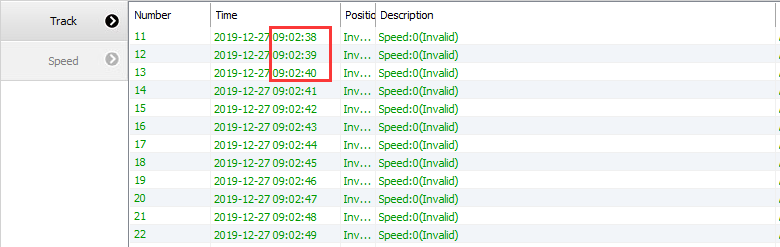 Track
Speed
Number Time Positio Description
11 2019-12-27 09:02:38 Inv... Speed:0(Invalid)
12 2019-12-27 09:02:39 Inv... Speed:0(Invalid)
13 2019-12-27 09:02:40 Inv... Speed:0(Invalid)
14 2019-12-27 09:02:41 Inv... Speed:0(Invalid)
15 2019-12-27 09:02:42 Inv... Speed:0(Invalid)
16 2019-12-27 09:02:43 Inv... Speed:0(Invalid)
17 2019-12-27 09:02:44 Inv... Speed:0(Invalid)
18 2019-12-27 09:02:45 Inv... Speed:0(Invalid)
19 2019-12-27 09:02:46 Inv... Speed:0(Invalid)
20 2019-12-27 09:02:47 Inv... Speed:0(Invalid)
21 2019-12-27 09:02:48 Inv... Speed:0(Invalid)
22 2019-12-27 09:02:49 Inv... Speed:0(Invalid)